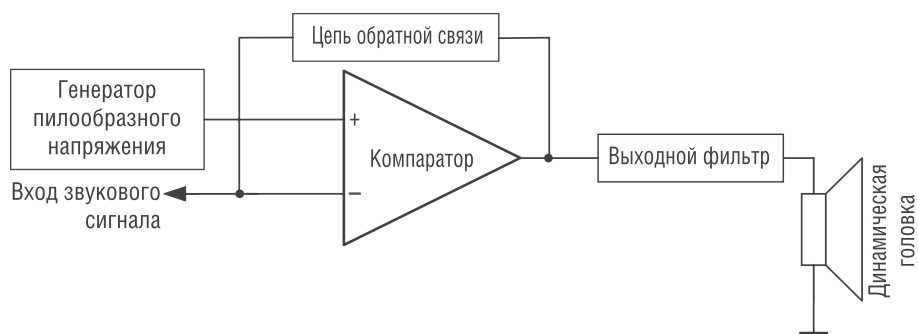 Цепь обратной связи
Генератор
пилообразного
напряжения
+
Компаратор
Выходной фильтр
Вход звукового
сигнала
–
Динамическая
головка